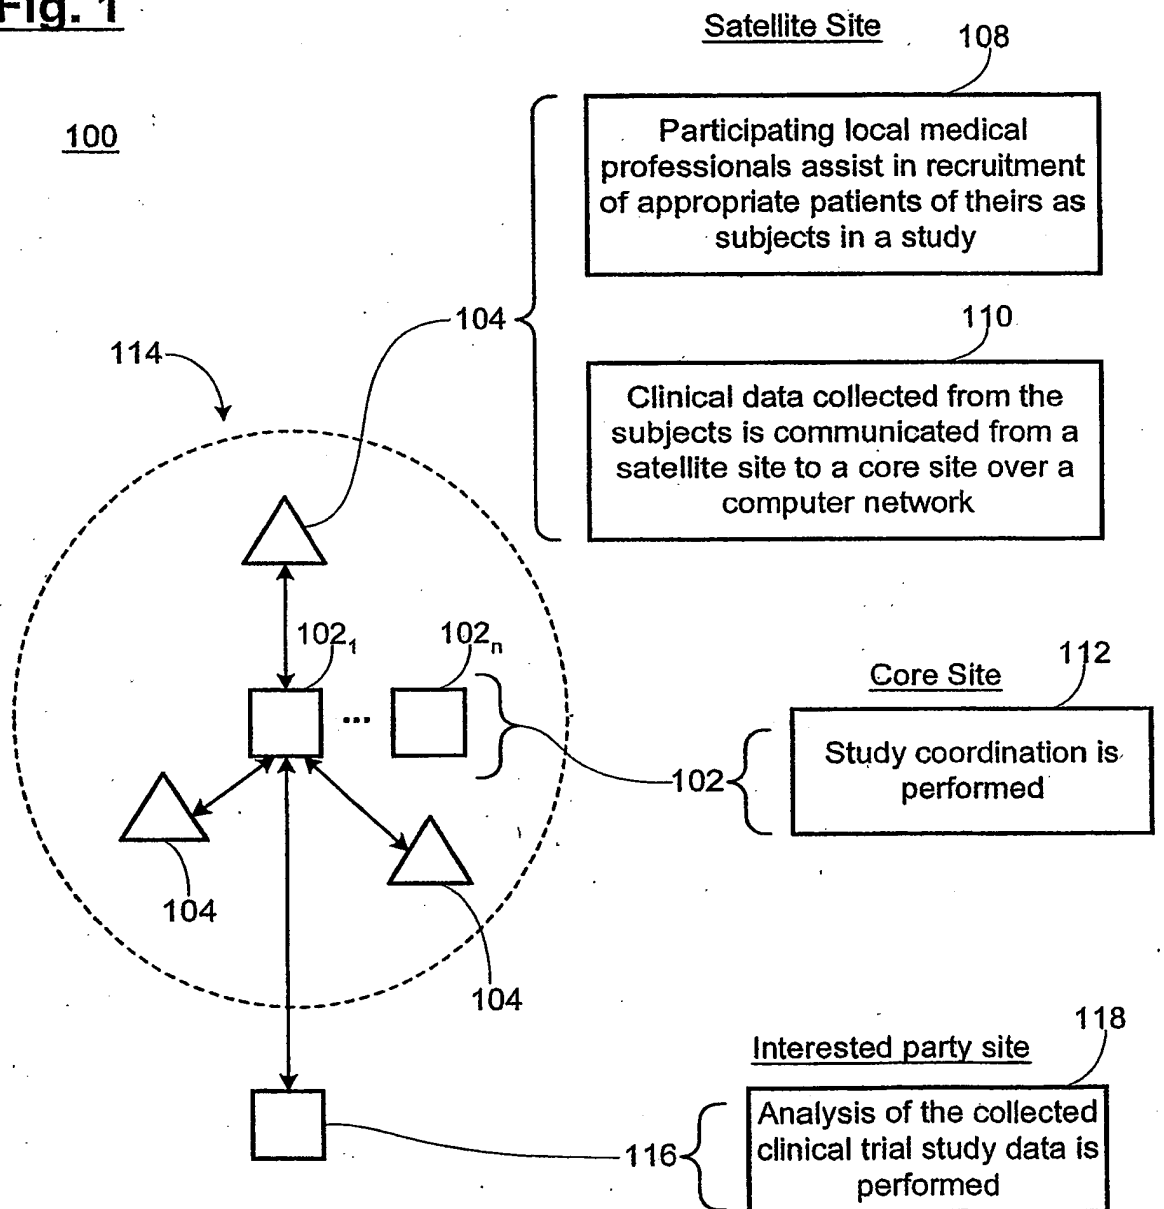 Fig. 1
Satellite Site
108
100
Participating local medical
professionals assist in recruitment
of appropriate patients of theirs as
subjects in a study
104
110
114
Clinical data collected from the
subjects is communicated from a
satellite site to a core site over a
computer network
102₁
...
102ₙ
Core Site
112
102
Study coordination is
performed
104
104
Interested party site
118
116
Analysis of the collected
clinical trial study data is
performed